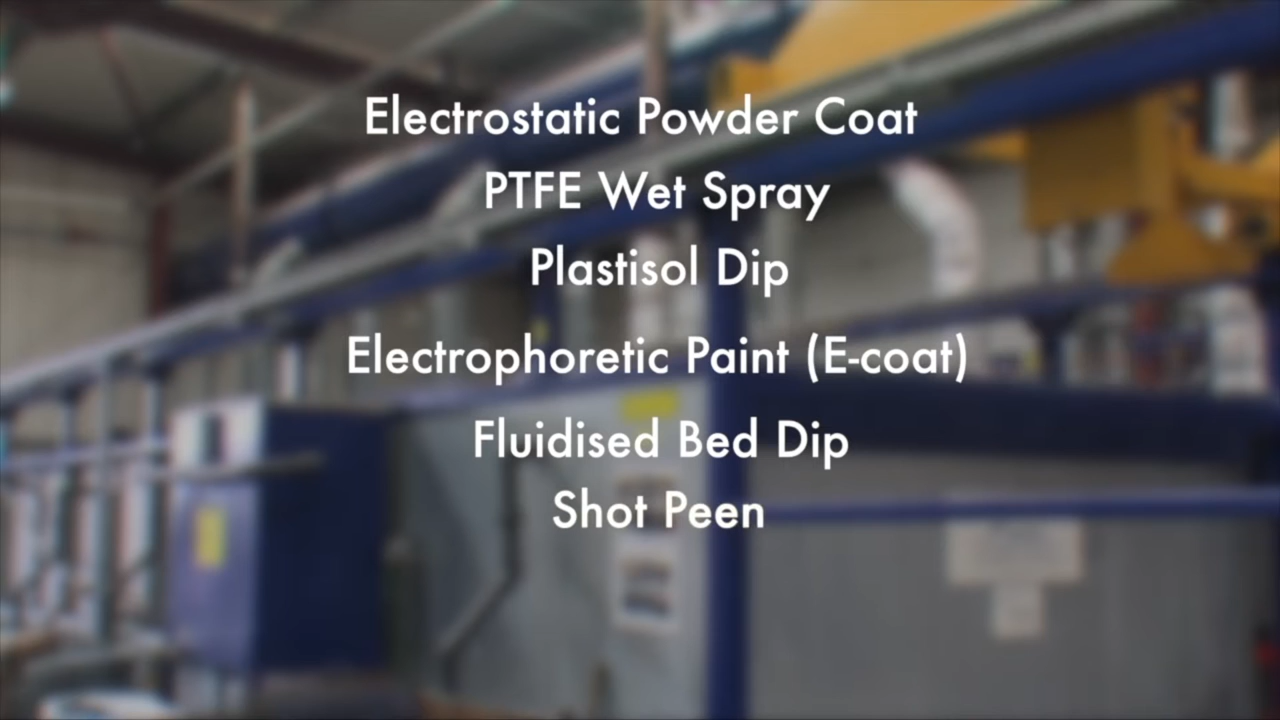 Electrostatic Powder Coat
PTFE Wet Spray
Plastisol Dip
Electrophoretic Paint (E-coat)
Fluidised Bed Dip
Shot Peen